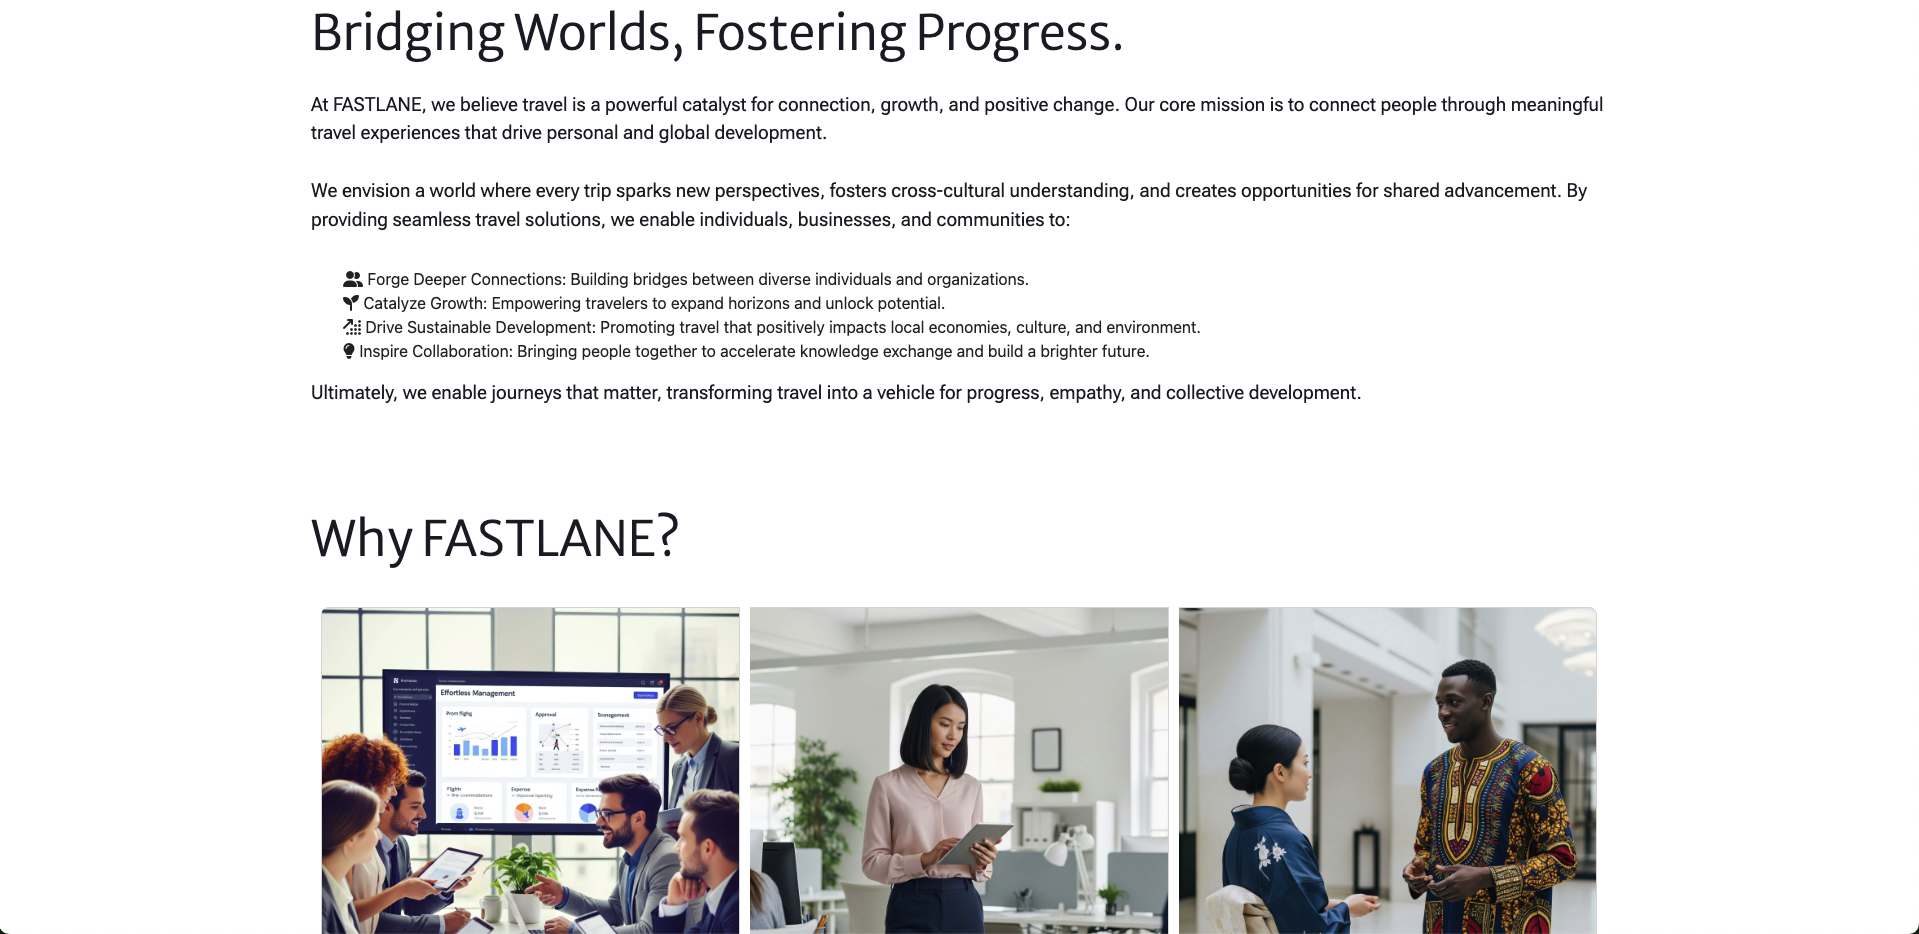 Bridging Worlds, Fostering Progress.
At FASTLANE, we believe travel is a powerful catalyst for connection, growth, and positive change. Our core mission is to connect people through meaningful
travel experiences that drive personal and global development.
We envision a world where every trip sparks new perspectives, fosters cross-cultural understanding, and creates opportunities for shared advancement. By
providing seamless travel solutions, we enable individuals, businesses, and communities to:
Forge Deeper Connections: Building bridges between diverse individuals and organizations.
Catalyze Growth: Empowering travelers to expand horizons and unlock potential.
Drive Sustainable Development: Promoting travel that positively impacts local economies, culture, and environment.
Inspire Collaboration: Bringing people together to accelerate knowledge exchange and build a brighter future.
Ultimately, we enable journeys that matter, transforming travel into a vehicle for progress, empathy, and collective development.
Why FASTLANE?
Effortless Management
Prom flighg
Approval
Flights
Expense